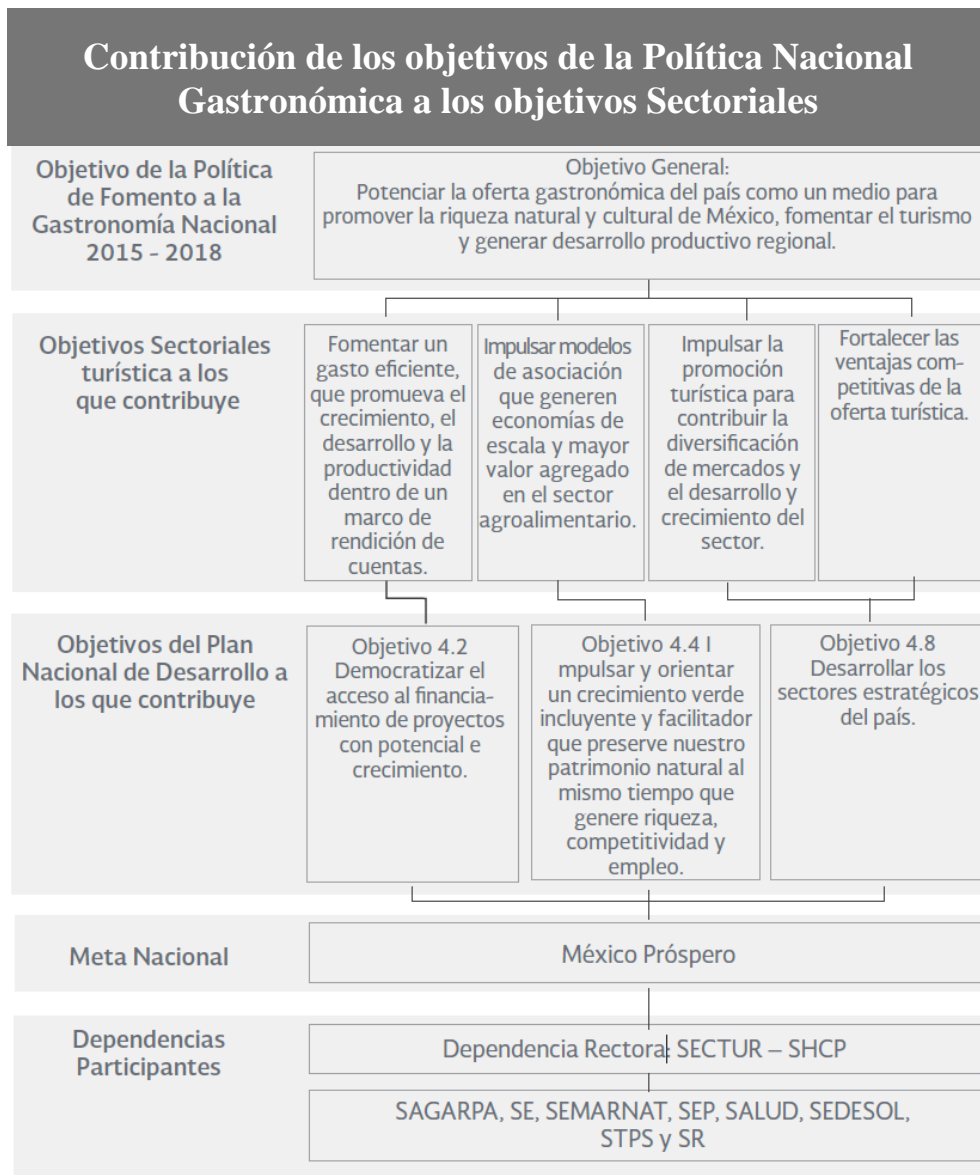 Contribución de los objetivos de la Política Nacional
Gastronómica a los objetivos Sectoriales
Objetivo de la Política
de Fomento a la
Gastronomía Nacional
2015 - 2018
Objetivo General:
Potenciar la oferta gastronómica del país como un medio para
promover la riqueza natural y cultural de México, fomentar el turismo
y generar desarrollo productivo regional.
Objetivos Sectoriales
turística a los
que contribuye
Fomentar un
gasto eficiente,
que promueva el
crecimiento, el
desarrollo y la
productividad
dentro de un
marco de
rendición de
cuentas.
Impulsar modelos
de asociación
que generen
economías de
escala y mayor
valor agregado
en el sector
agroalimentario.
Impulsar la
promoción
turística para
contribuir la
diversificación
de mercados y
el desarrollo y
crecimiento del
sector.
Fortalecer las
ventajas com-
petitivas de la
oferta turística.
Objetivos del Plan
Nacional de Desarrollo a
los que contribuye
Objetivo 4.2
Democratizar el
acceso al financia-
miento de proyectos
con potencial e
crecimiento.
Objetivo 4.4 I
mpulsar y orientar
un crecimiento verde
incluyente y facilitador
que preserve nuestro
patrimonio natural al
mismo tiempo que
genere riqueza,
competitividad y
empleo.
Objetivo 4.8
Desarrollar los
sectores estratégicos
del país.
Meta Nacional
México Próspero
Dependencias
Participantes
Dependencia Rectora: SECTUR – SHCP
SAGARPA, SE, SEMARNAT, SEP, SALUD, SEDESOL,
STPS y SR